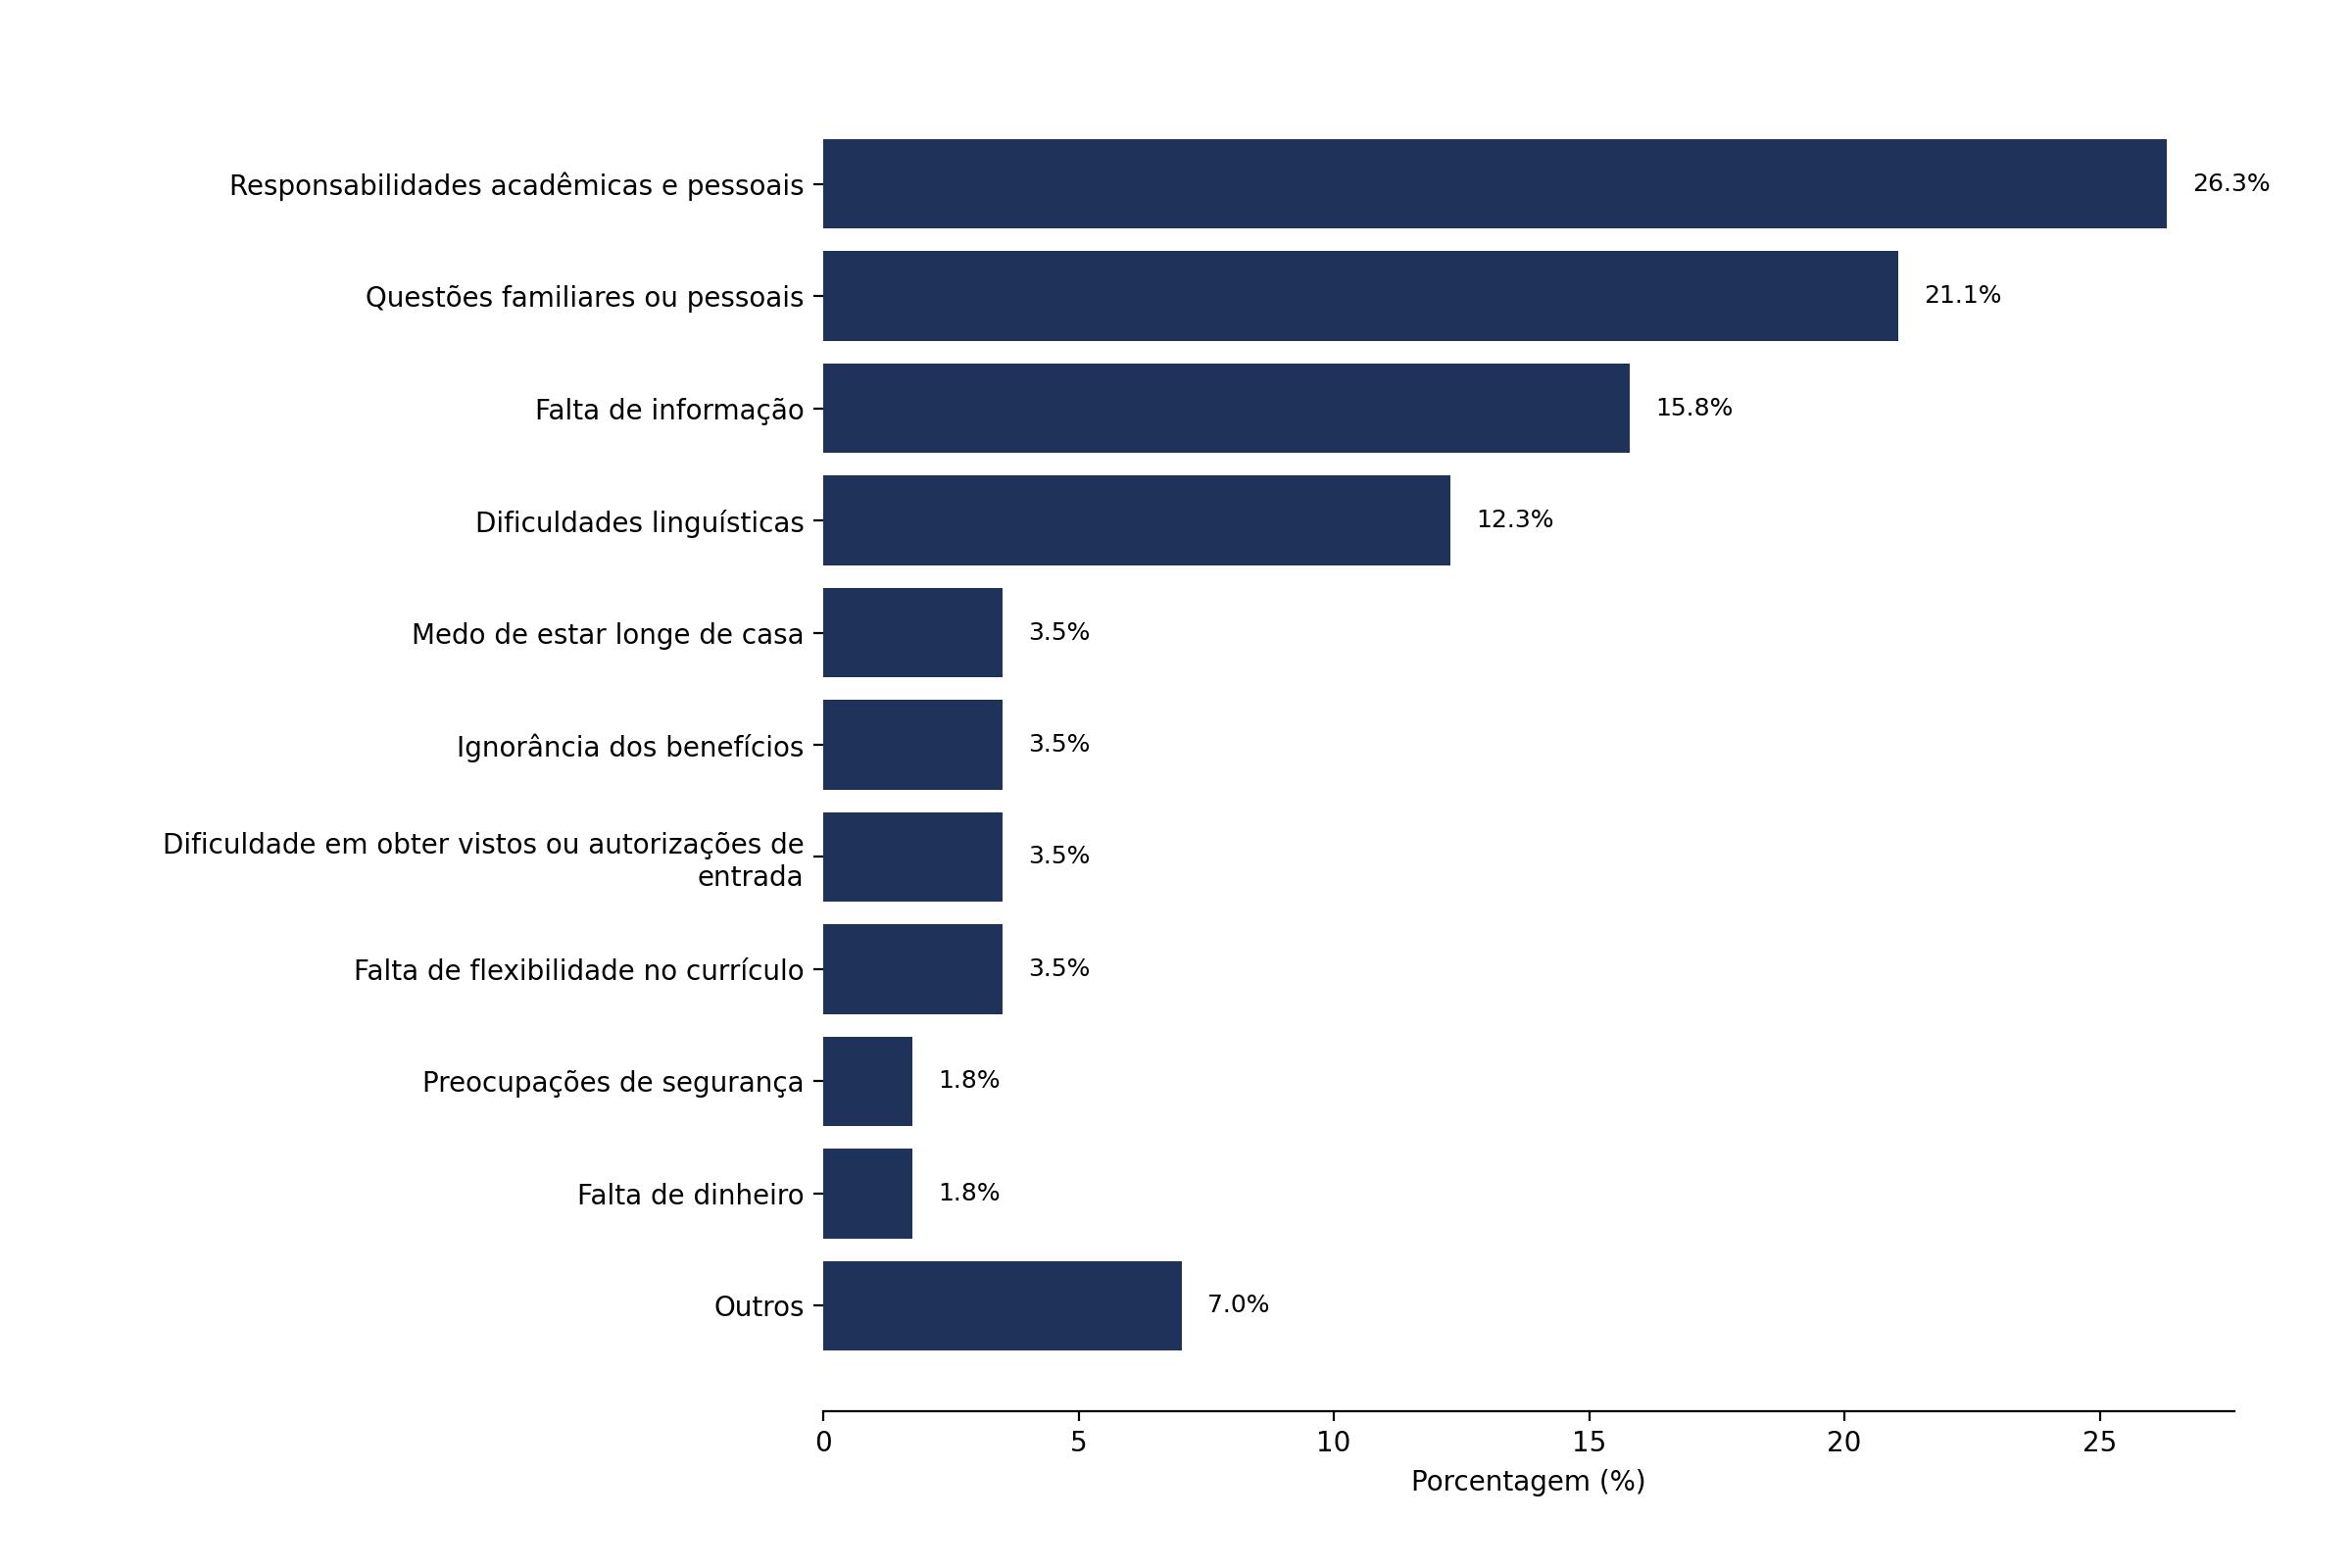 Responsabilidades acadêmicas e pessoais 26.3%
Questões familiares ou pessoais 21.1%
Falta de informação 15.8%
Dificuldades linguísticas 12.3%
Medo de estar longe de casa 3.5%
Ignorância dos benefícios 3.5%
Dificuldade em obter vistos ou autorizações de
entrada 3.5%
Falta de flexibilidade no currículo 3.5%
Preocupações de segurança 1.8%
Falta de dinheiro 1.8%
Outros 7.0%
0 5 10 15 20 25
Porcentagem (%)